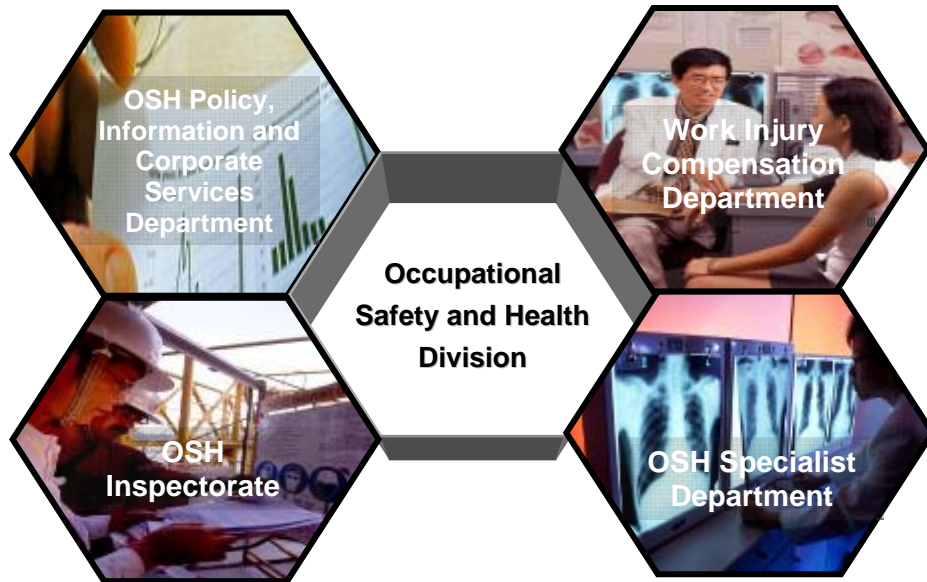 OSH Policy,
Information and
Corporate
Services
Department
Work Injury
Compensation
Department
Occupational
Safety and Health
Division
OSH
Inspectorate
OSH Specialist
Department